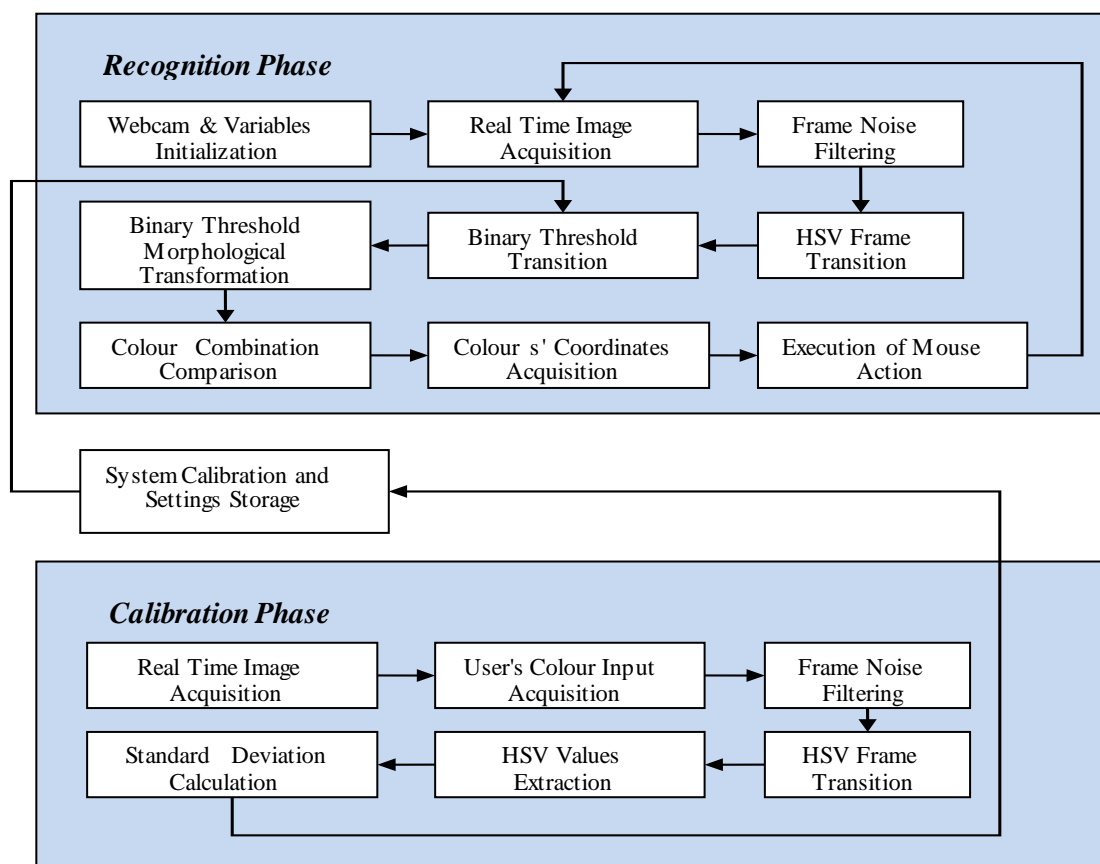 Recognition Phase
Webcam & Variables
Initialization
Real Time Image
Acquisition
Frame Noise
Filtering
Binary Threshold
Morphological
Transformation
Binary Threshold
Transition
HSV Frame
Transition
Colour Combination
Comparison
Colour s' Coordinates
Acquisition
Execution of Mouse
Action
System Calibration and
Settings Storage
Calibration Phase
Real Time Image
Acquisition
User's Colour Input
Acquisition
Frame Noise
Filtering
Standard Deviation
Calculation
HSV Values
Extraction
HSV Frame
Transition